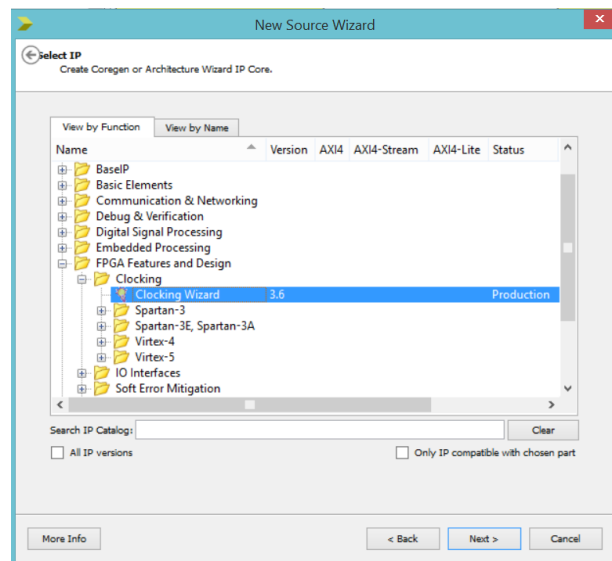 New Source Wizard
Select IP
Create Coregen or Architecture Wizard IP Core.
View by Function View by Name
Name Version AXI4 AXI4-Stream AXI4-Lite Status
BaseIP
Basic Elements
Communication & Networking
Debug & Verification
Digital Signal Processing
Embedded Processing
FPGA Features and Design
Clocking
Clocking Wizard 3.6 Production
Spartan-3
Spartan-3E, Spartan-3A
Virtex-4
Virtex-5
IO Interfaces
Soft Error Mitigation
Search IP Catalog: Clear
All IP versions Only IP compatible with chosen part
More Info < Back Next > Cancel